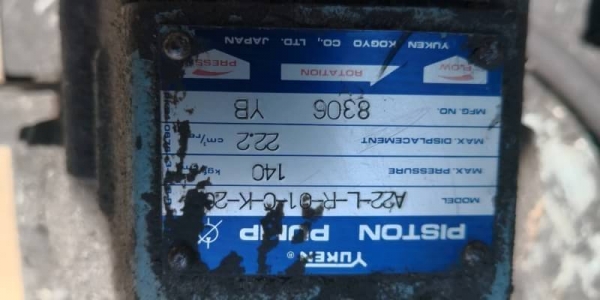 YUKEN ®
PISTON PUMP
MODEL A22-L-R-01-C-K-
MAX. PRESSURE 140
MAX. DISPLACEMENT 22.2 cm³/
MFG. NO. 8306 YB
FLOW ROTATION PRESS
YUKEN KOGYO CO., LTD. JAPAN